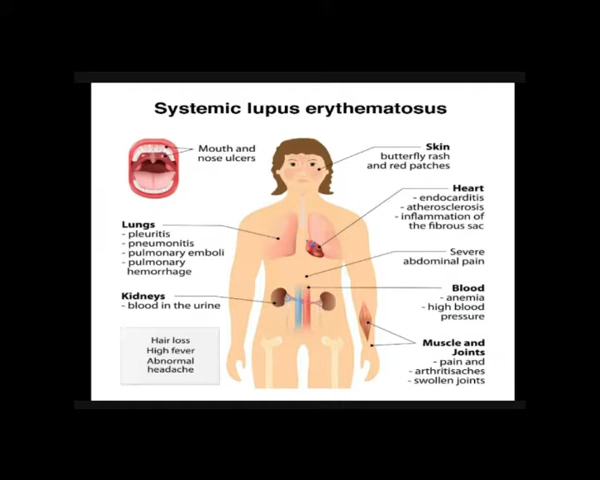 Systemic lupus erythematosus
Mouth and
nose ulcers
Skin
butterfly rash
and red patches
Heart
- endocarditis
- atherosclerosis
- inflammation of
the fibrous sac
Lungs
- pleuritis
- pneumonitis
- pulmonary emboli
- pulmonary
hemorrhage
Severe
abdominal pain
Kidneys
- blood in the urine
Blood
- anemia
- high blood
pressure
Hair loss
High fever
Abnormal
headache
Muscle and
Joints
- pain and
- arthritisaches
- swollen joints